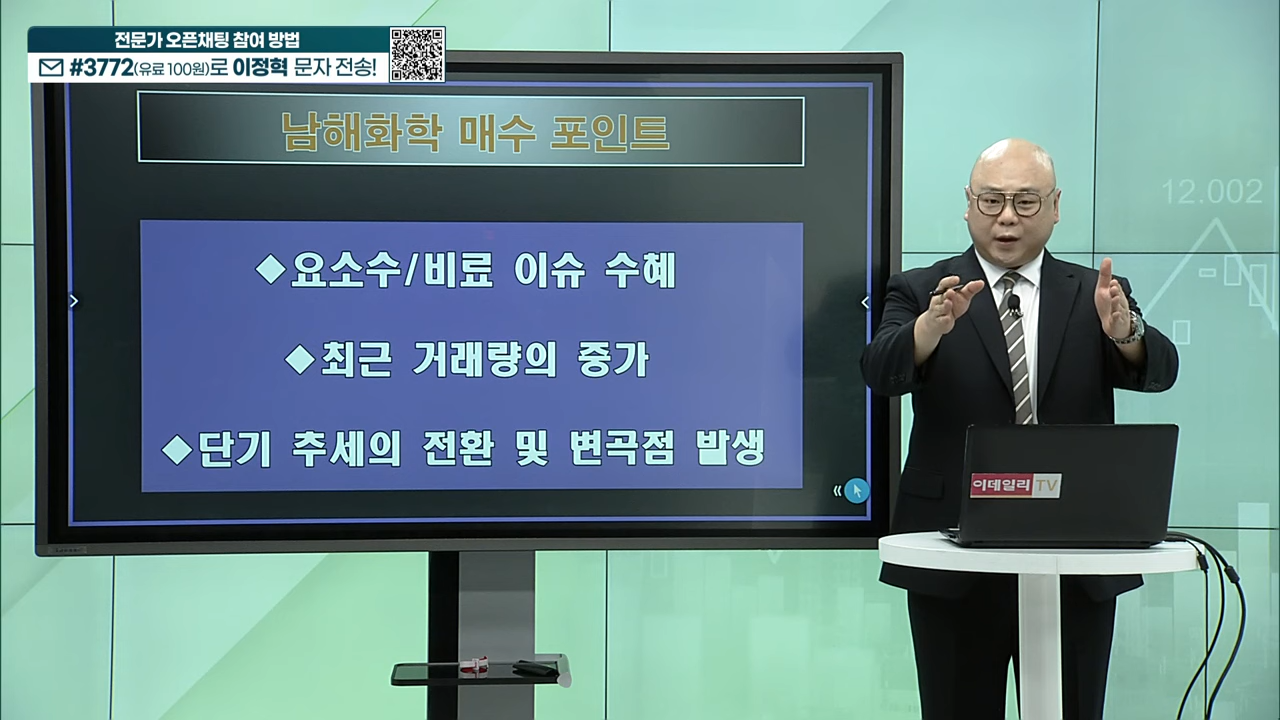 전문가 오픈채팅 참여 방법
#3772(유료 100원)로 이정혁 문자 전송!
남해화학 매수 포인트
◆요소수/비료 이슈 수혜
◆최근 거래량의 증가
◆단기 추세의 전환 및 변곡점 발생
12.002
이데일리TV